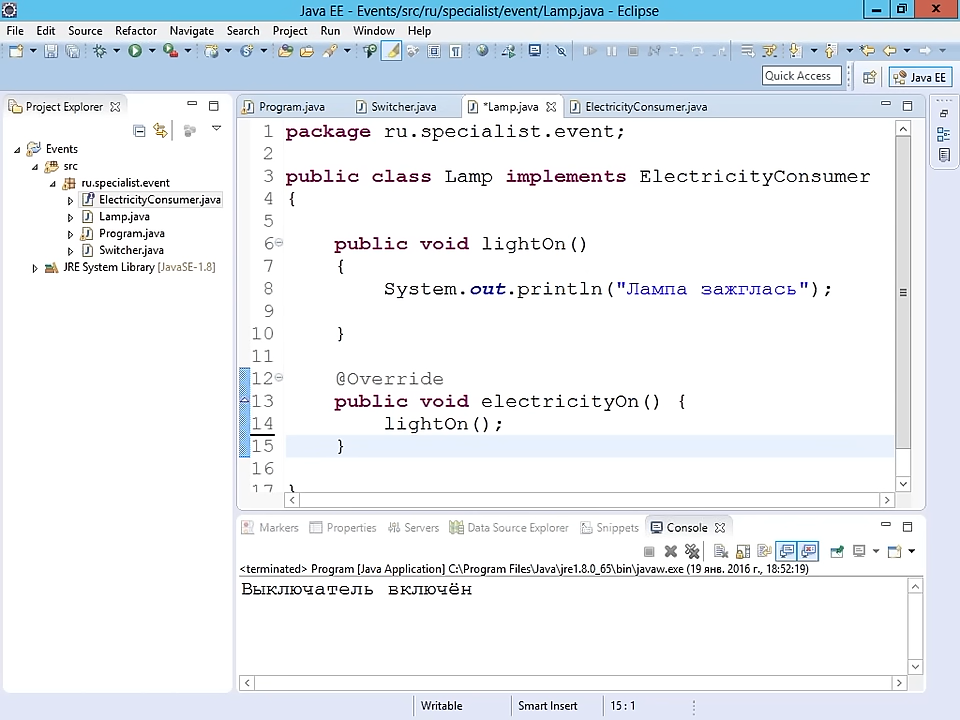 Java EE - Events/src/ru/specialist/event/Lamp.java - Eclipse
File Edit Source Refactor Navigate Search Project Run Window Help
Quick Access
Java EE
Project Explorer
Events
src
ru.specialist.event
ElectricityConsumer.java
Lamp.java
Program.java
Switcher.java
JRE System Library [JavaSE-1.8]
Program.java Switcher.java *Lamp.java ElectricityConsumer.java
1 package ru.specialist.event;
2
3 public class Lamp implements ElectricityConsumer
4 {
5
6 public void lightOn()
7 {
8 System.out.println("Лампа зажглась");
9
10 }
11
12 @Override
13 public void electricityOn() {
14 lightOn();
15 }
16
17 }
Markers Properties Servers Data Source Explorer Snippets Console
<terminated> Program [Java Application] C:\Program Files\Java\jre1.8.0_65\bin\javaw.exe (19 янв. 2016 г., 18:52:19)
Выключатель включён
Writable Smart Insert 15 : 1